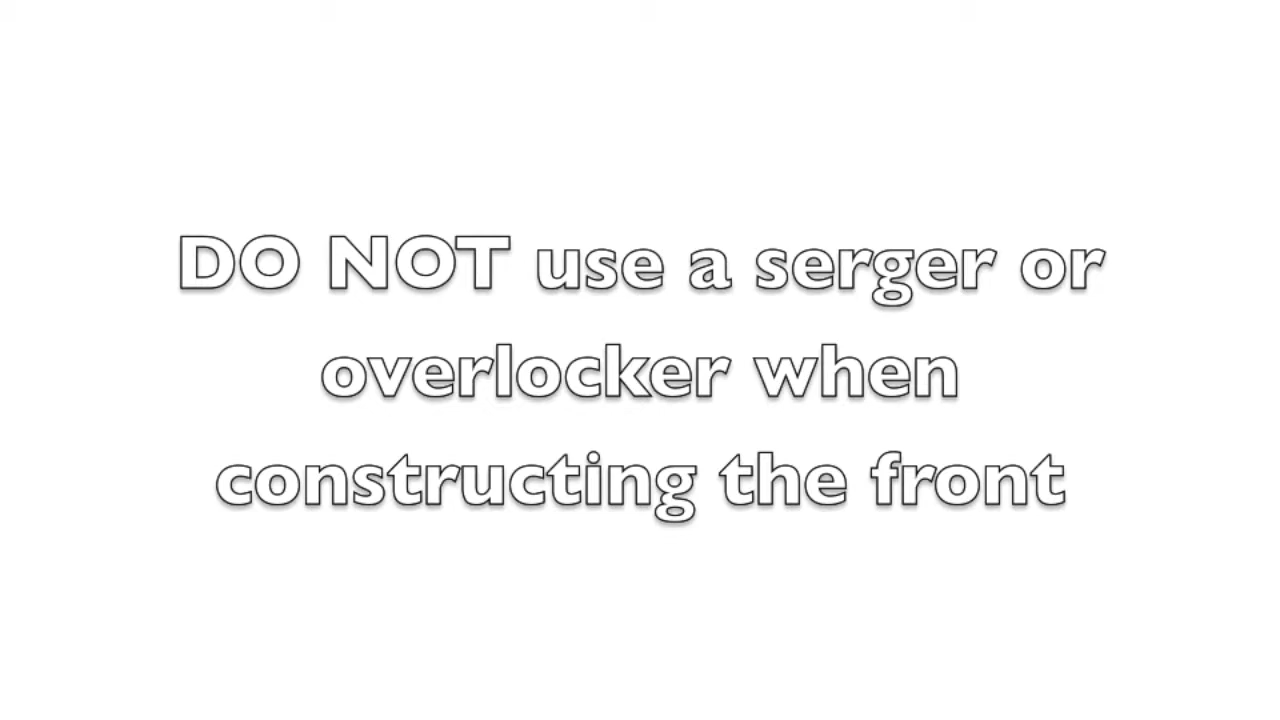 DO NOT use a serger or
overlocker when
constructing the front